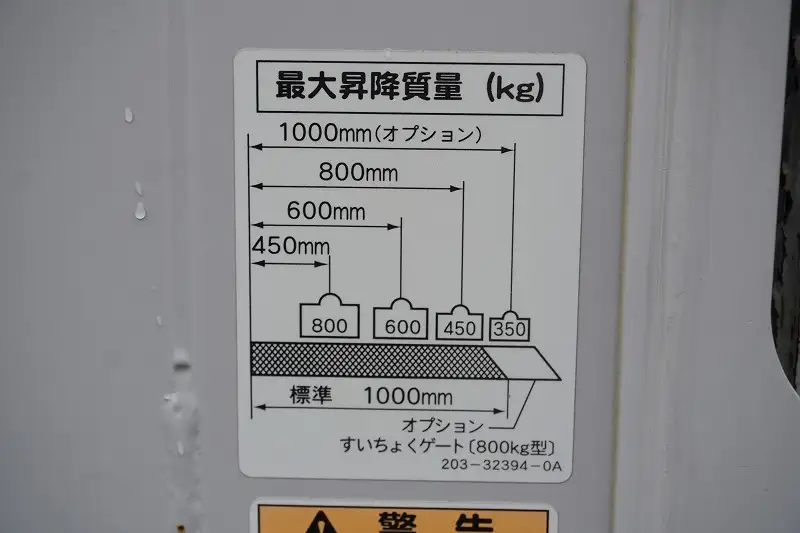 最大昇降質量 (kg)
1000mm(オプション)
800mm
600mm
450mm
800 600 450 350
標準 1000mm
オプション
すいちょくゲート〔800kg型〕
203-32394-0A
警告